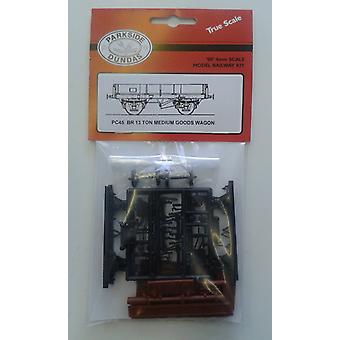 PARKSIDE
DUNDAS
True Scale
'00' 4mm SCALE
MODEL RAILWAY KIT
PC45 BR 13 TON MEDIUM GOODS WAGON